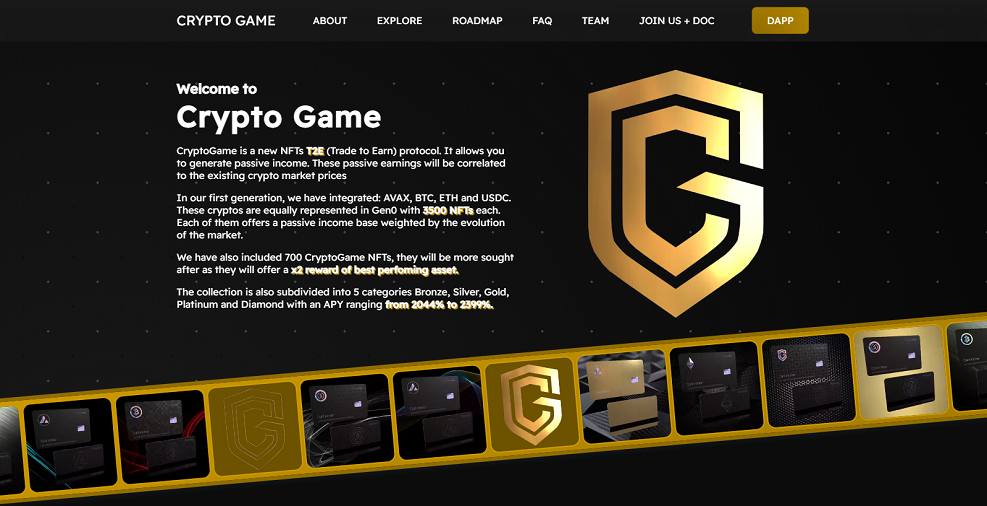 CRYPTO GAME ABOUT EXPLORE ROADMAP FAQ TEAM JOIN US + DOC DAPP
Welcome to
Crypto Game
CryptoGame is a new NFTs T2E (Trade to Earn) protocol. It allows you
to generate passive income. These passive earnings will be correlated
to the existing crypto market prices
In our first generation, we have integrated: AVAX, BTC, ETH and USDC.
These cryptos are equally represented in Gen0 with 3500 NFTs each.
Each of them offers a passive income base weighted by the evolution
of the market.
We have also included 700 CryptoGame NFTs, they will be more sought
after as they will offer a x2 reward of best perfoming asset.
The collection is also subdivided into 5 categories Bronze, Silver, Gold,
Platinum and Diamond with an APY ranging from 2044% to 2399%.